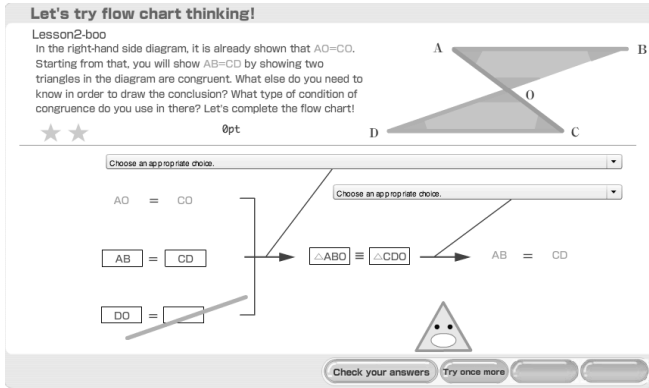 Let's try flow chart thinking!
Lesson2-boo
In the right-hand side diagram, it is already shown that AO=CO.
Starting from that, you will show AB=CD by showing two
triangles in the diagram are congruent. What else do you need to
know in order to draw the conclusion? What type of condition of
congruence do you use in there? Let's complete the flow chart!
0pt
A
B
O
D
C
Choose an appropriate choice.
Choose an appropriate choice.
AO = CO
AB = CD
△ABO ≡ △CDO
AB = CD
DO =
Check your answers
Try once more